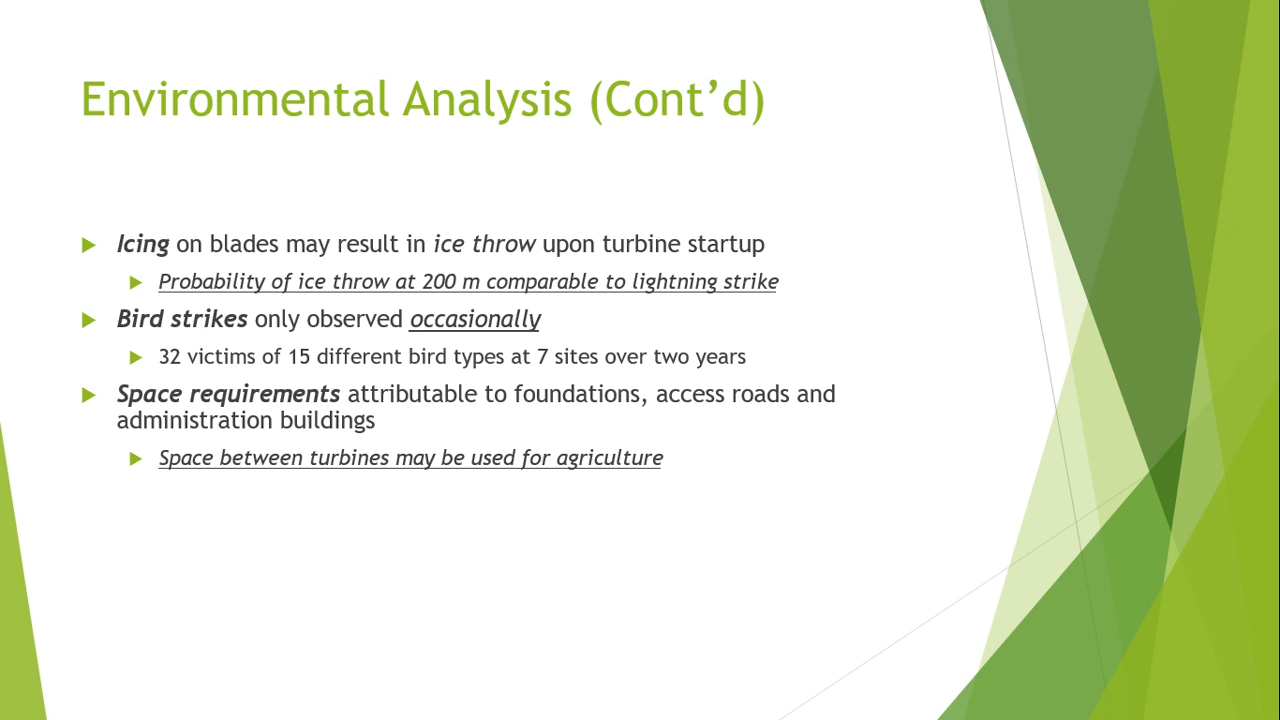 Environmental Analysis (Cont’d)
Icing on blades may result in ice throw upon turbine startup
Probability of ice throw at 200 m comparable to lightning strike
Bird strikes only observed occasionally
32 victims of 15 different bird types at 7 sites over two years
Space requirements attributable to foundations, access roads and
administration buildings
Space between turbines may be used for agriculture